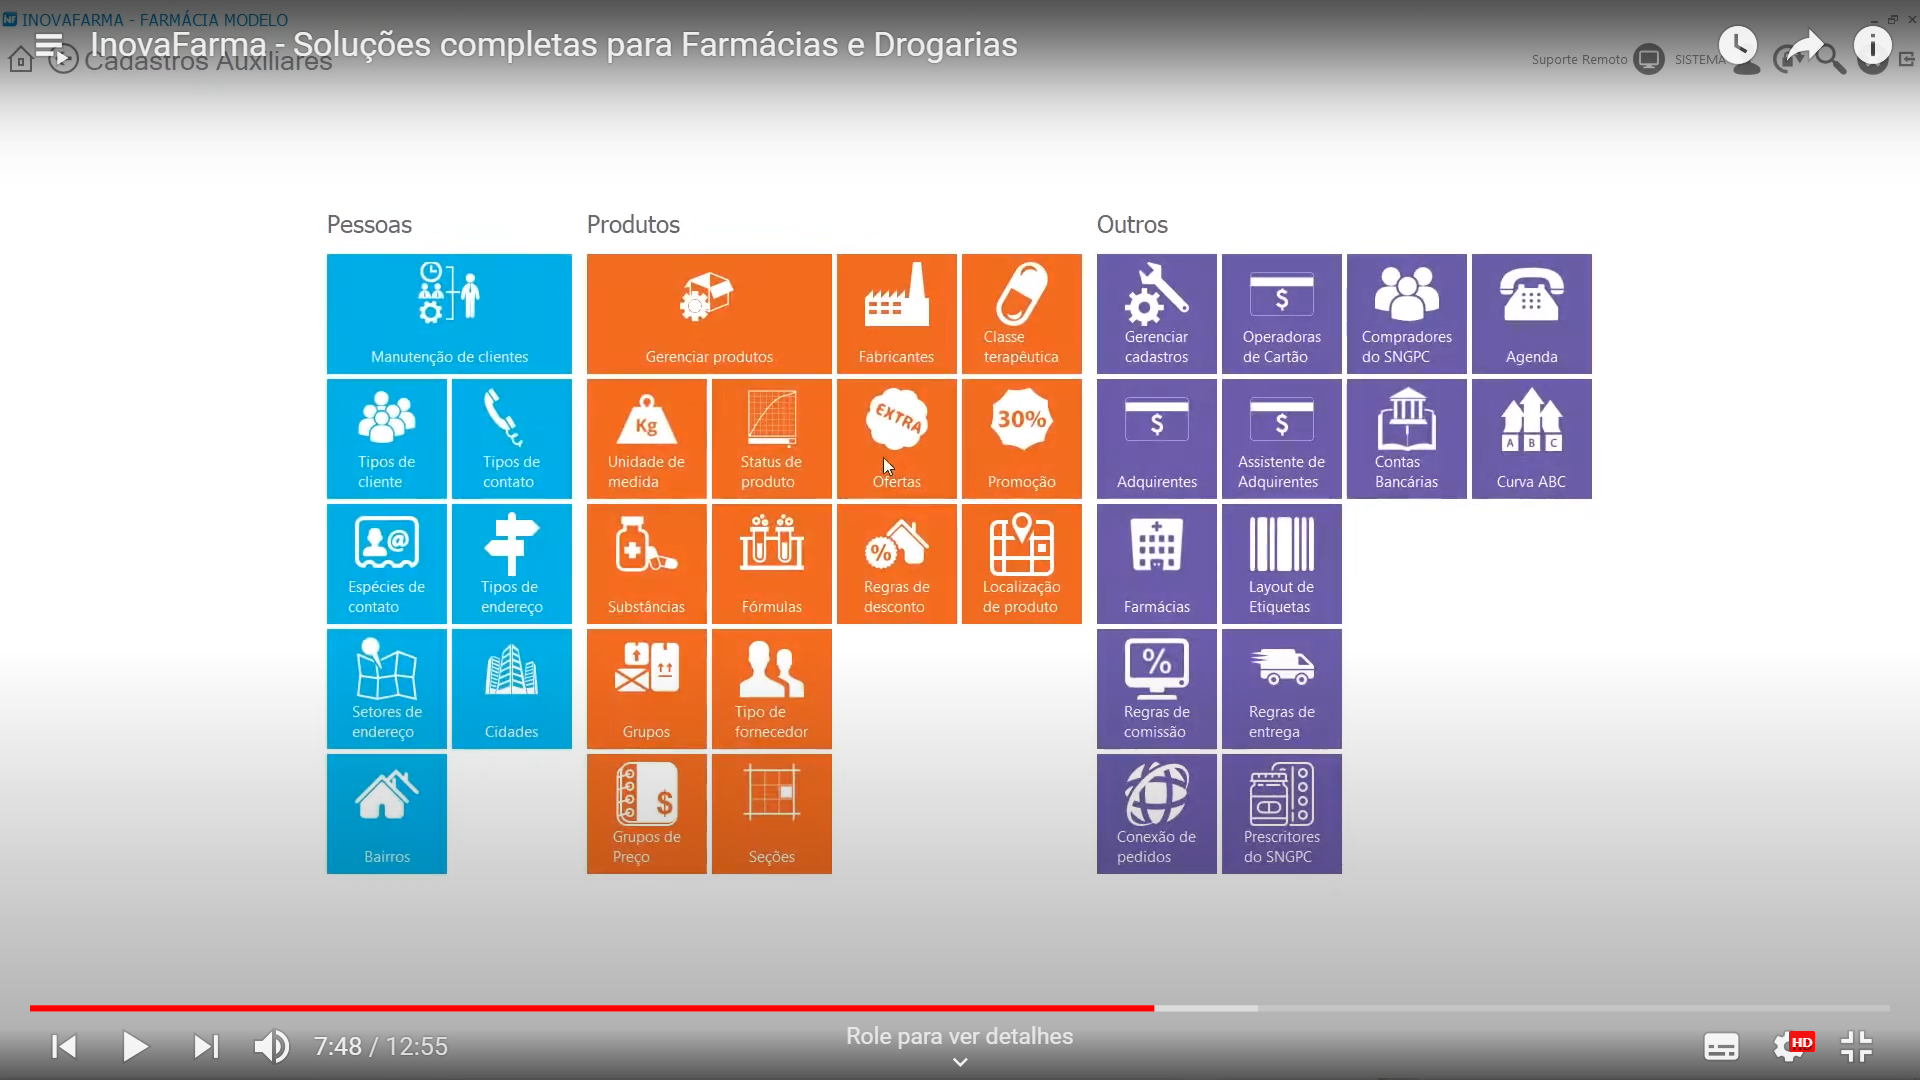 INOVAFARMA - FARMÁCIA MODELO
InovaFarma - Soluções completas para Farmácias e Drogarias
Cadastros Auxiliares
Suporte Remoto
SISTEMA
Pessoas
Manutenção de clientes
Tipos de
cliente
Tipos de
contato
@
Espécies de
contato
Tipos de
endereço
Setores de
endereço
Cidades
Bairros
Produtos
Gerenciar produtos
Fabricantes
Classe
terapêutica
Kg
Unidade de
medida
Status de
produto
EXTRA
Ofertas
30%
Promoção
Substâncias
Fórmulas
%
Regras de
desconto
Localização
de produto
Grupos
Tipo de
fornecedor
$
Grupos de
Preço
Seções
Outros
Gerenciar
cadastros
$
Operadoras
de Cartão
Compradores
do SNGPC
Agenda
$
Adquirentes
$
Assistente de
Adquirentes
Contas
Bancárias
A B C
Curva ABC
Farmácias
Layout de
Etiquetas
%
Regras de
comissão
Regras de
entrega
Conexão de
pedidos
Prescritores
do SNGPC
7:48 / 12:55
Role para ver detalhes
HD